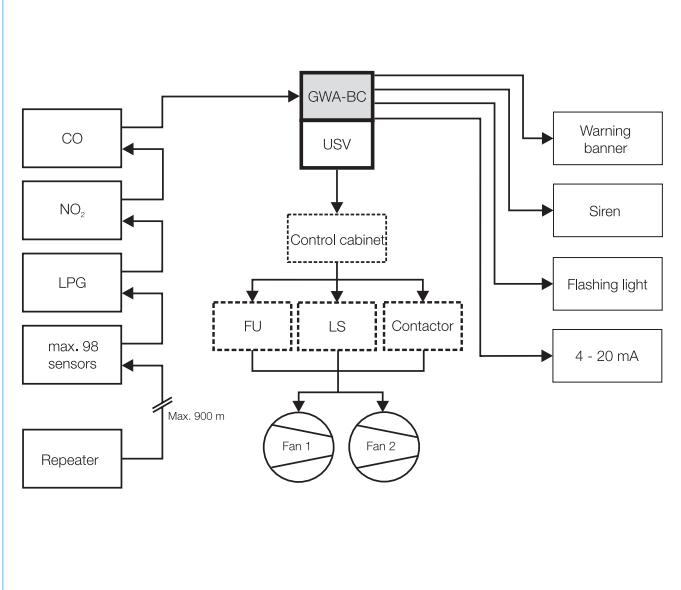 GWA-BC
USV
CO
NO₂
LPG
max. 98
sensors
Max. 900 m
Repeater
Control cabinet
FU
LS
Contactor
Fan 1
Fan 2
Warning
banner
Siren
Flashing light
4 - 20 mA